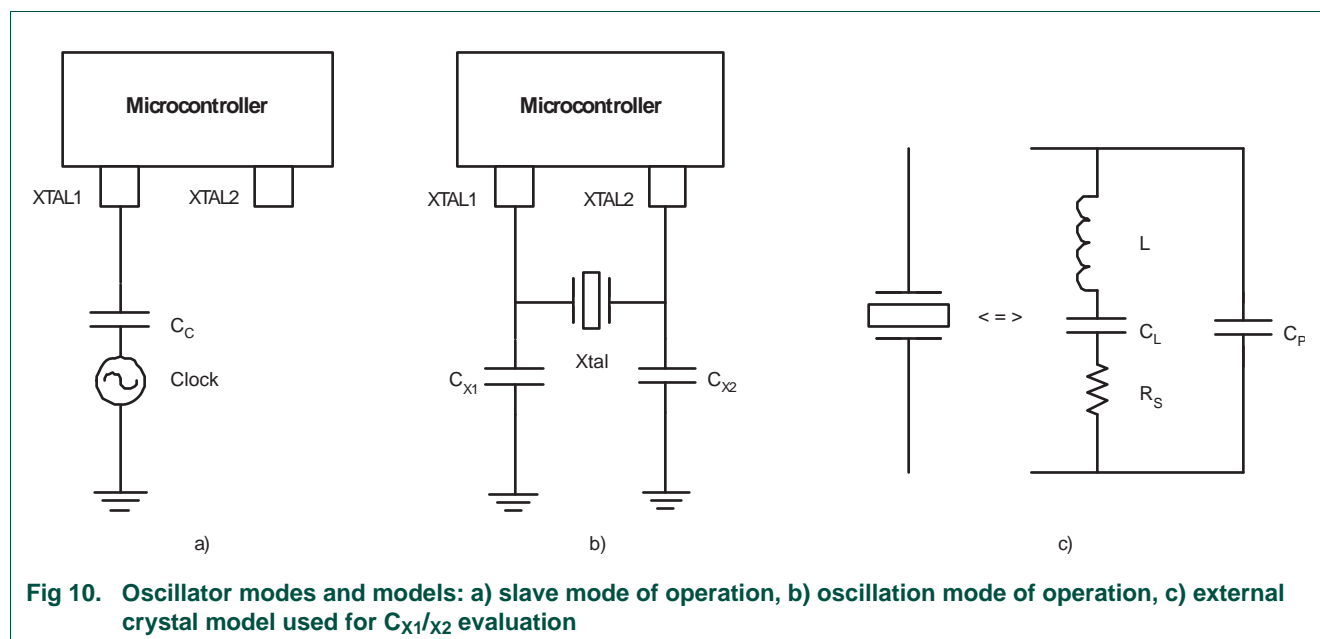 Microcontroller
XTAL1
XTAL2
C_C
Clock
a)
Microcontroller
XTAL1
XTAL2
Xtal
C_X1
C_X2
b)
< = >
L
C_L
R_S
C_P
c)
Fig 10. Oscillator modes and models: a) slave mode of operation, b) oscillation mode of operation, c) external
crystal model used for C_X1/X2 evaluation